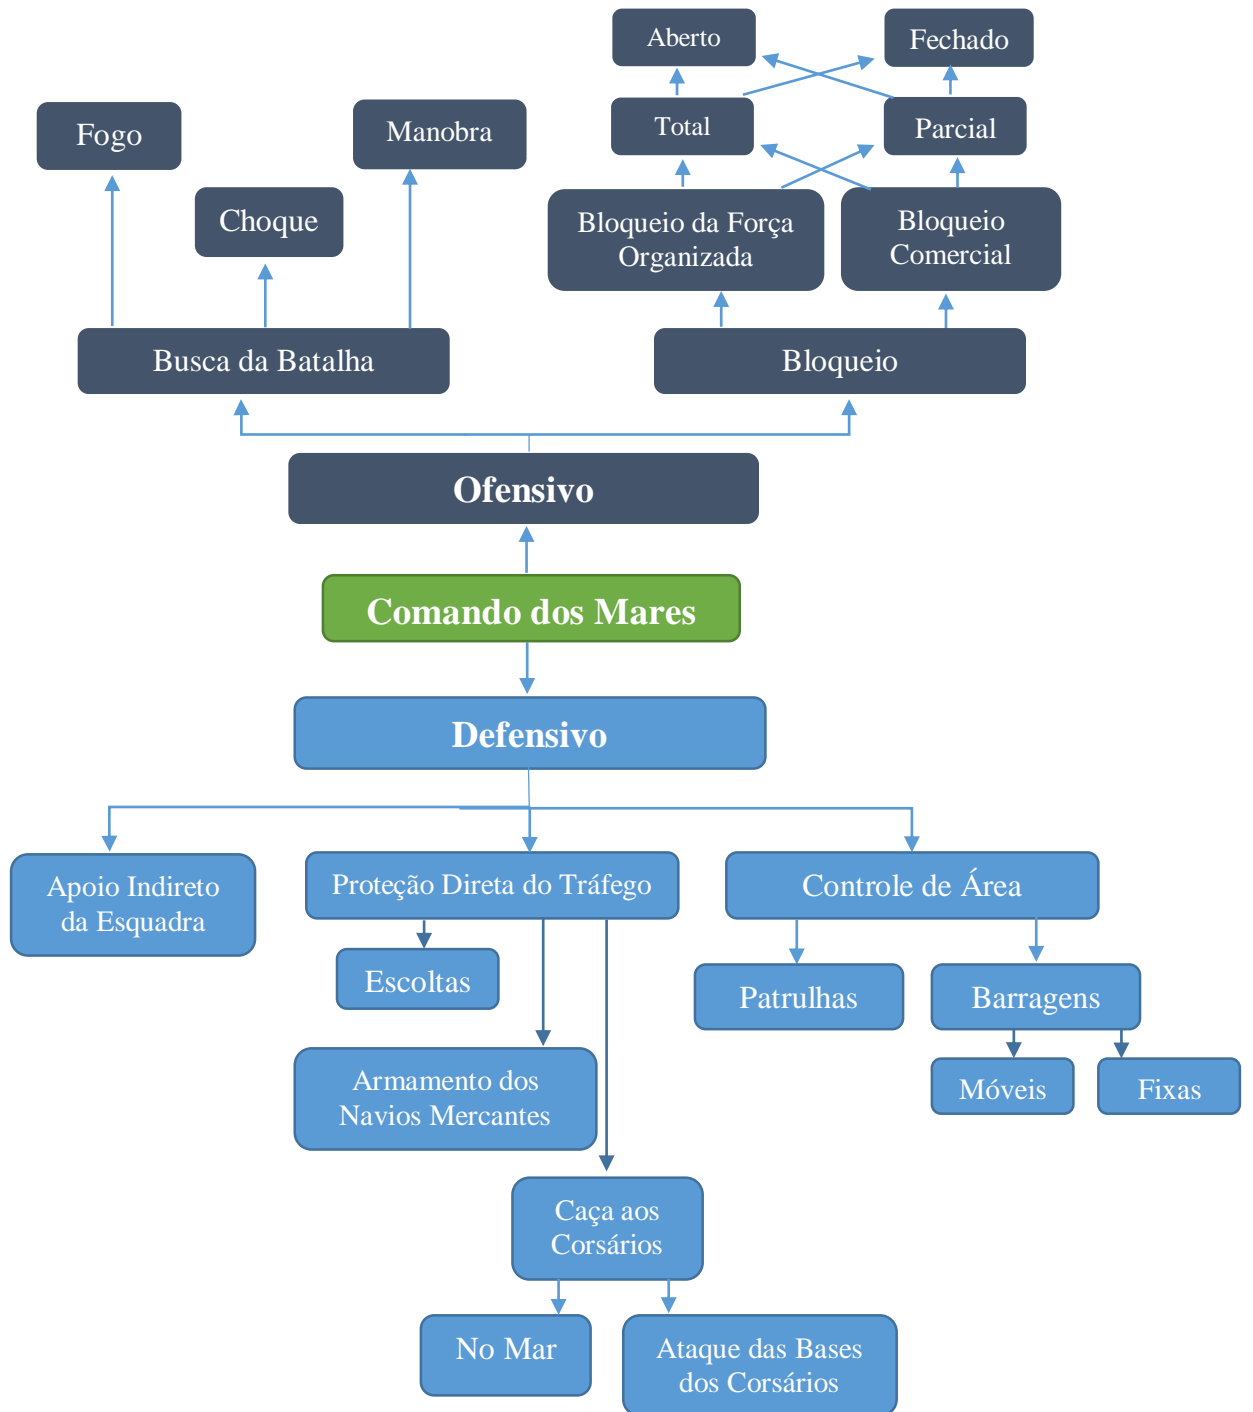 Aberto
Fechado
Fogo
Manobra
Total
Parcial
Choque
Bloqueio da Força
Organizada
Bloqueio
Comercial
Busca da Batalha
Bloqueio
Ofensivo
Comando dos Mares
Defensivo
Apoio Indireto
da Esquadra
Proteção Direta do Tráfego
Controle de Área
Escoltas
Patrulhas
Barragens
Armamento dos
Navios Mercantes
Móveis
Fixas
Caça aos
Corsários
No Mar
Ataque das Bases
dos Corsários